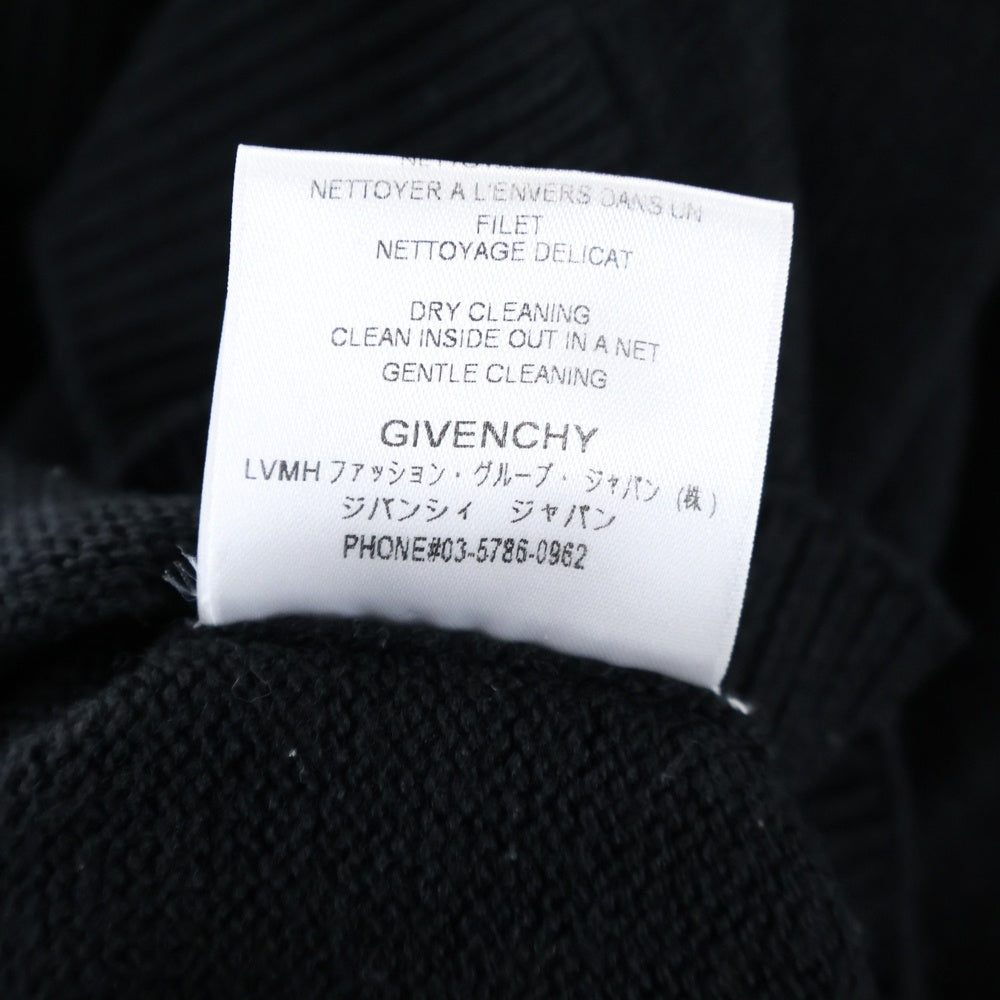 NETTOYER A L'ENVERS DANS UN
FILET
NETTOYAGE DELICAT
DRY CLEANING
CLEAN INSIDE OUT IN A NET
GENTLE CLEANING
GIVENCHY
LVMH ファッション・グループ・ジャパン (株)
ジバンシィ ジャパン
PHONE#03-5786-0962